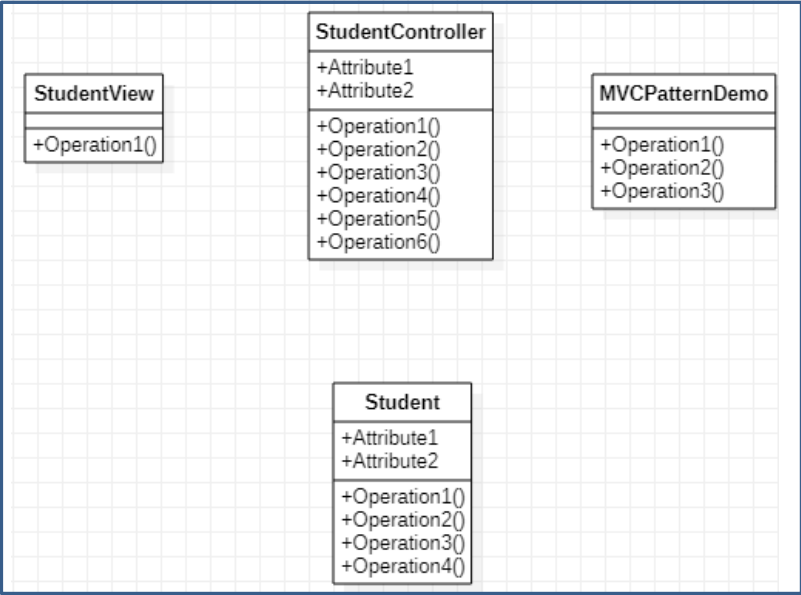 StudentView
+Operation1()
StudentController
+Attribute1
+Attribute2
+Operation1()
+Operation2()
+Operation3()
+Operation4()
+Operation5()
+Operation6()
MVCPatternDemo
+Operation1()
+Operation2()
+Operation3()
Student
+Attribute1
+Attribute2
+Operation1()
+Operation2()
+Operation3()
+Operation4()